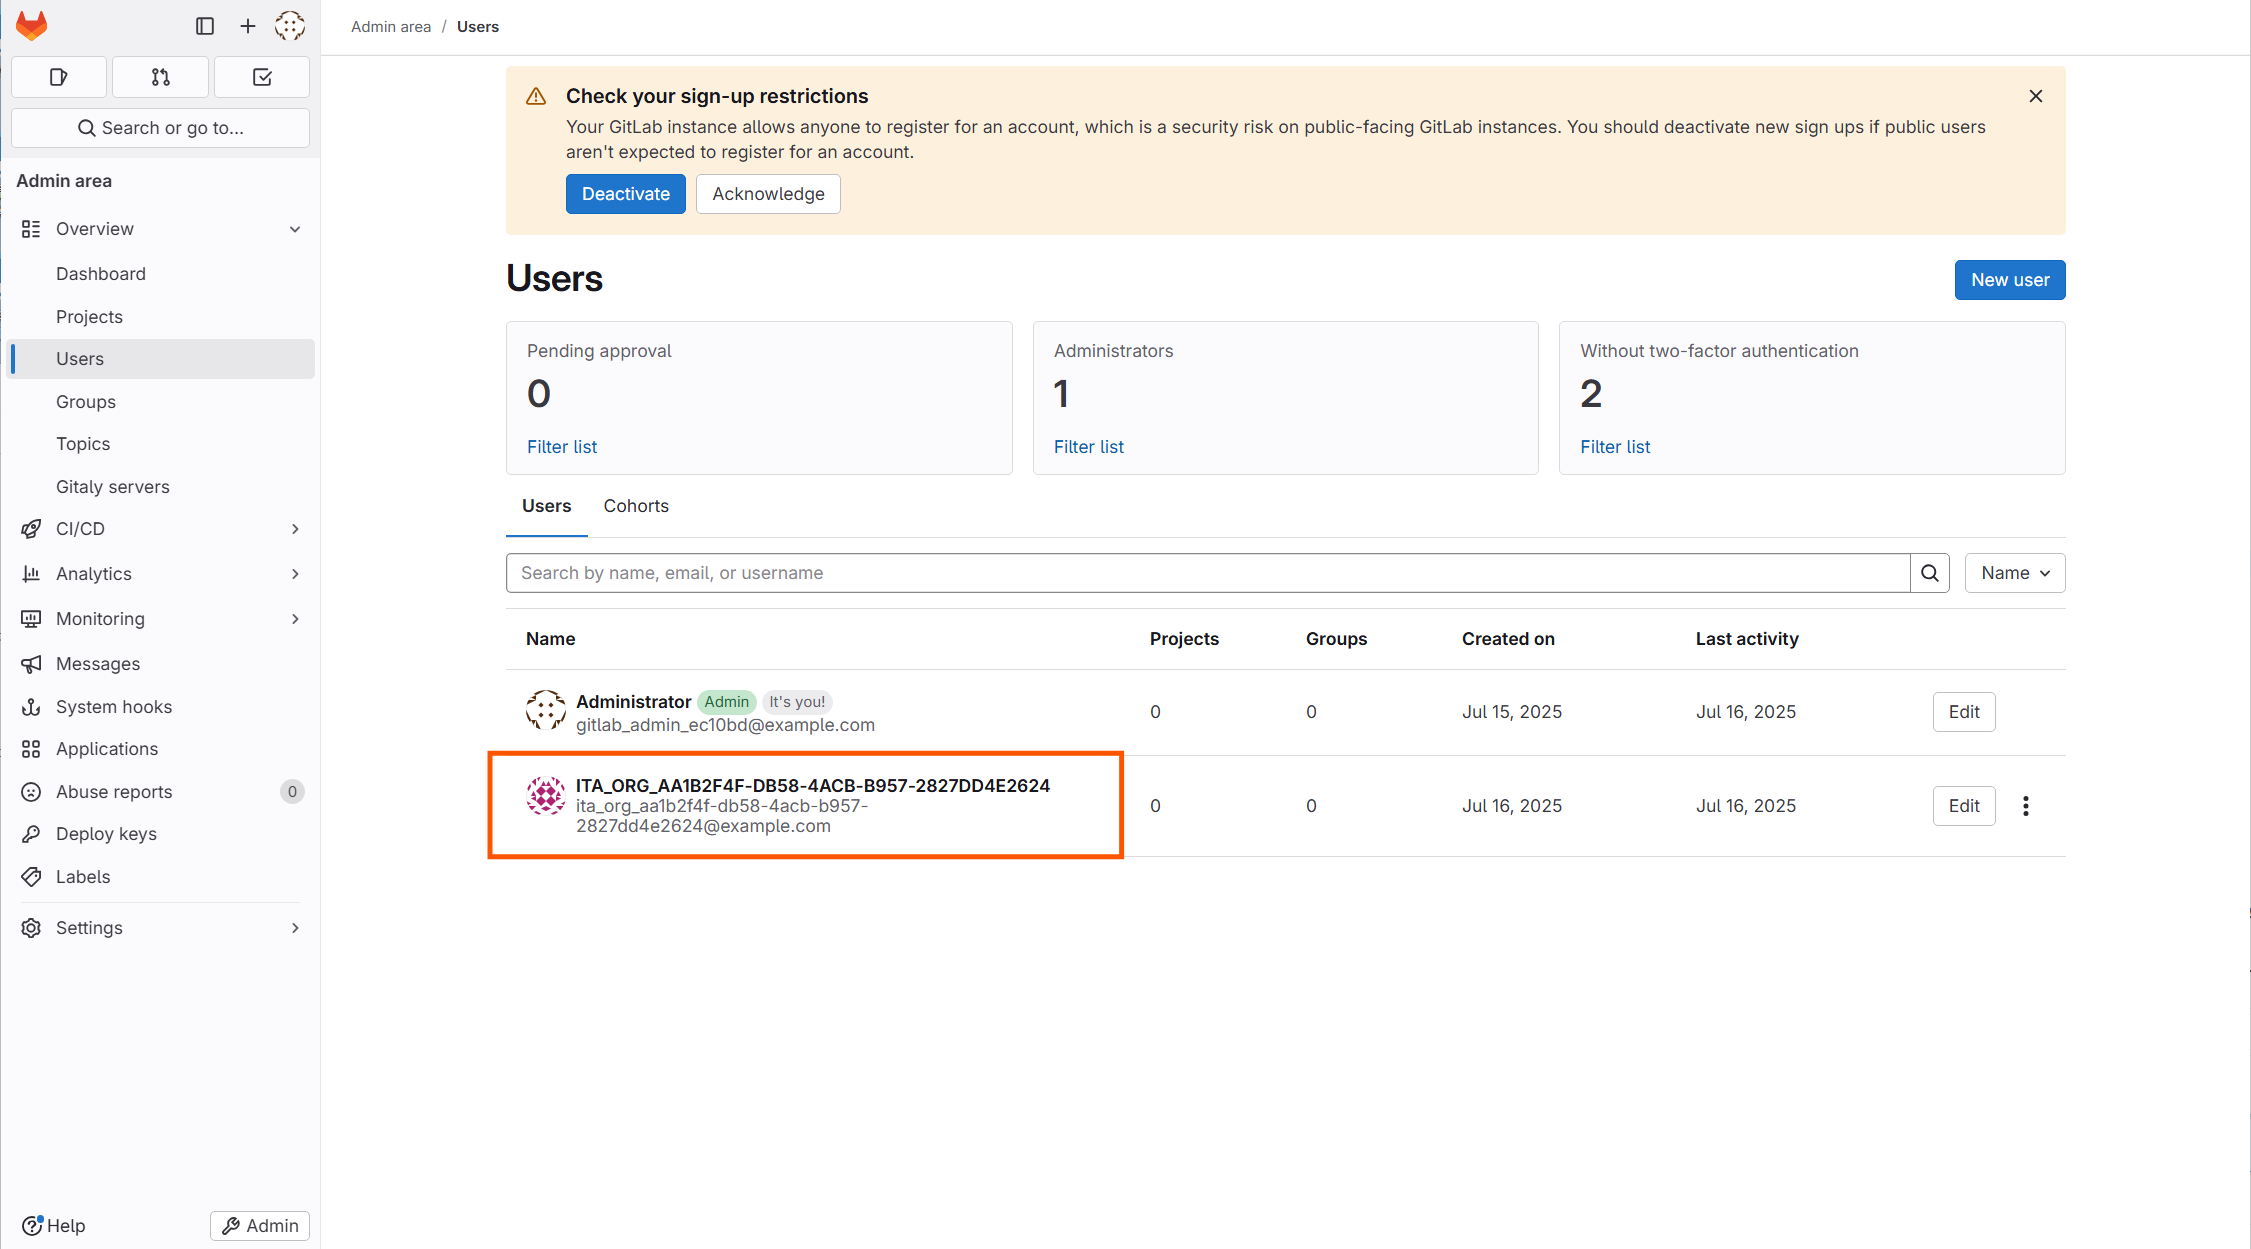 Admin area / Users
Search or go to...
Admin area
Overview
Dashboard
Projects
Users
Groups
Topics
Gitaly servers
CI/CD
Analytics
Monitoring
Messages
System hooks
Applications
Abuse reports 0
Deploy keys
Labels
Settings
Help
Admin
Check your sign-up restrictions
Your GitLab instance allows anyone to register for an account, which is a security risk on public-facing GitLab instances. You should deactivate new sign ups if public users
aren't expected to register for an account.
Deactivate Acknowledge
Users
New user
Pending approval
0
Filter list
Administrators
1
Filter list
Without two-factor authentication
2
Filter list
Users Cohorts
Search by name, email, or username
Name
Name Projects Groups Created on Last activity
Administrator Admin It's you!
gitlab_admin_ec10bd@example.com
0 0 Jul 15, 2025 Jul 16, 2025 Edit
ITA_ORG_AA1B2F4F-DB58-4ACB-B957-2827DD4E2624
ita_org_aa1b2f4f-db58-4acb-b957-
2827dd4e2624@example.com
0 0 Jul 16, 2025 Jul 16, 2025 Edit